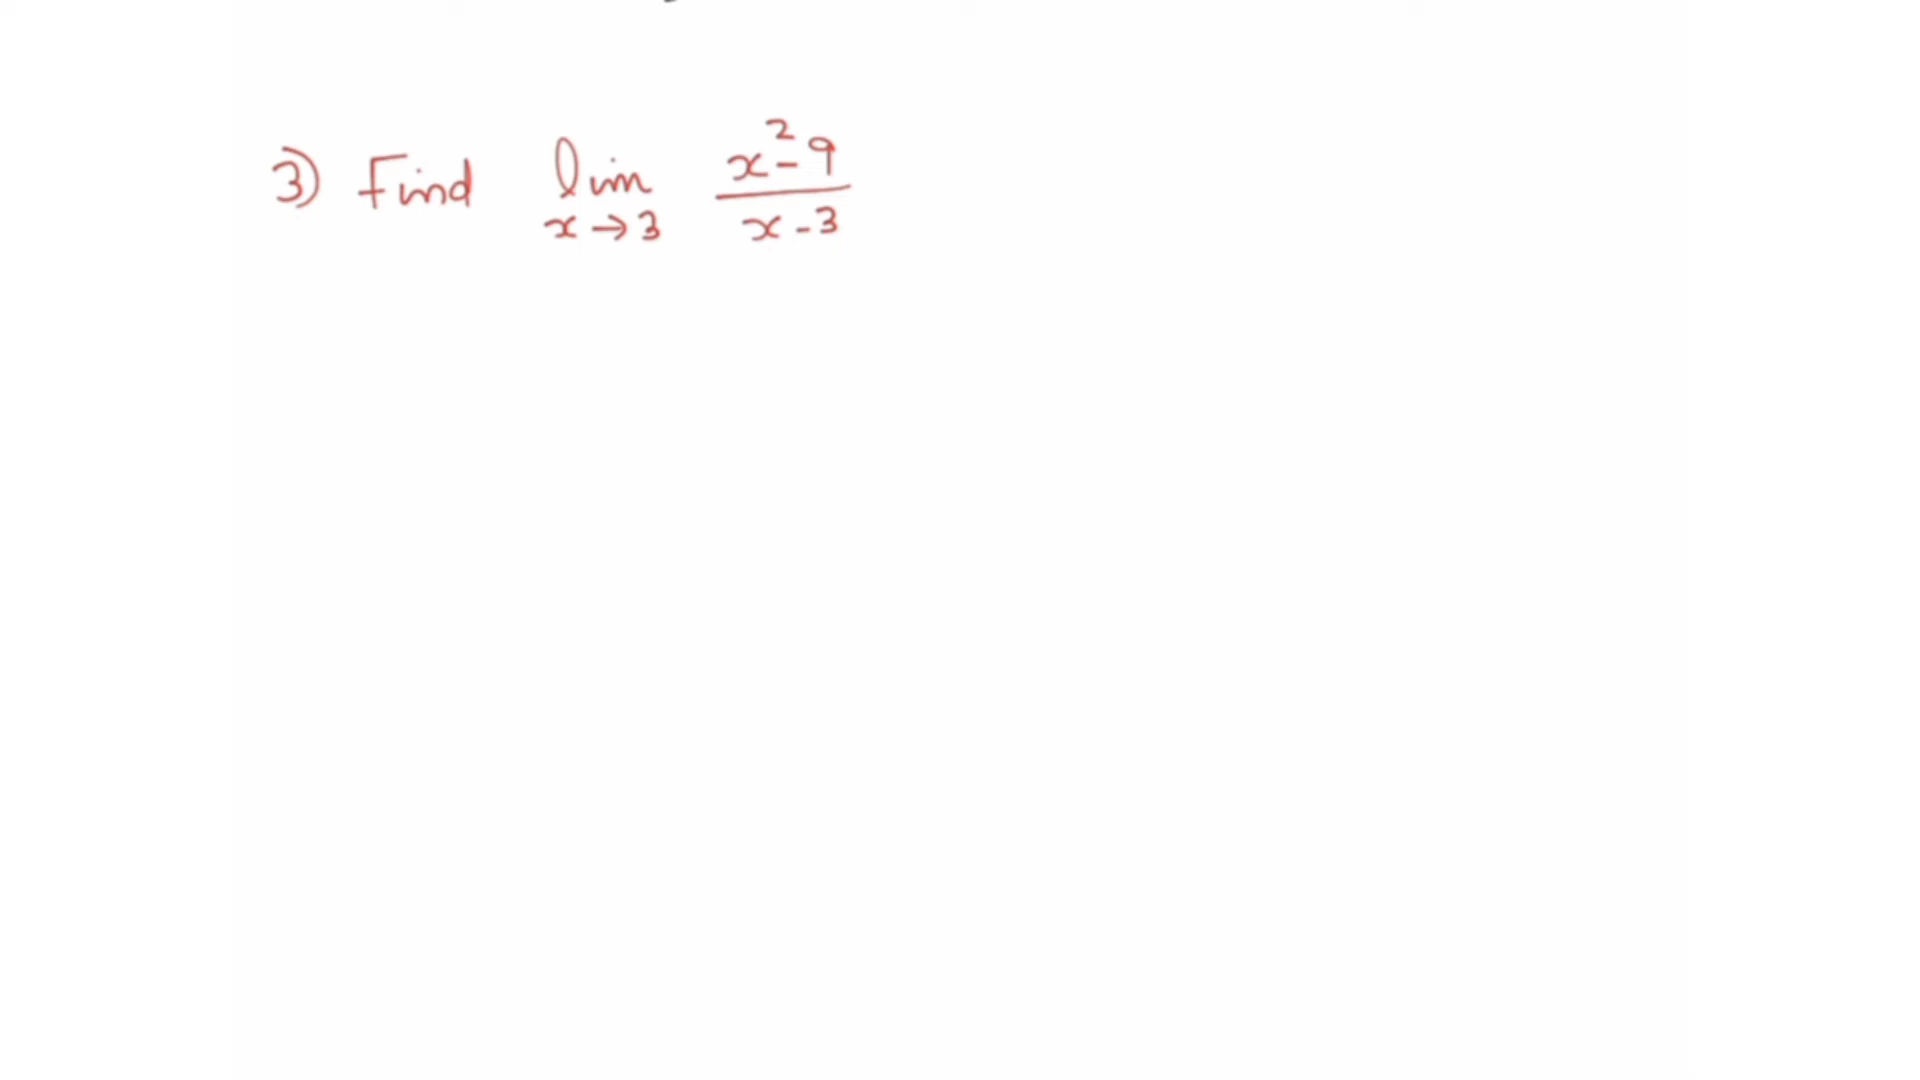 3) Find lim x→3 x²-9 / x-3